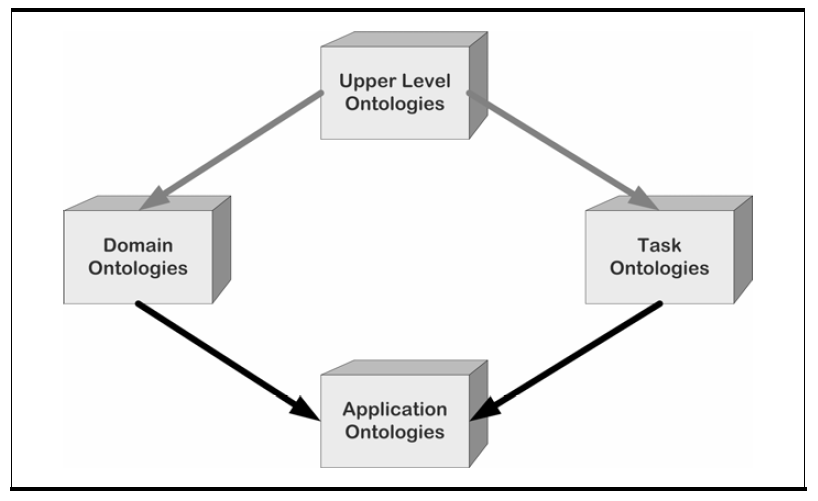 Upper Level
Ontologies
Domain
Ontologies
Task
Ontologies
Application
Ontologies